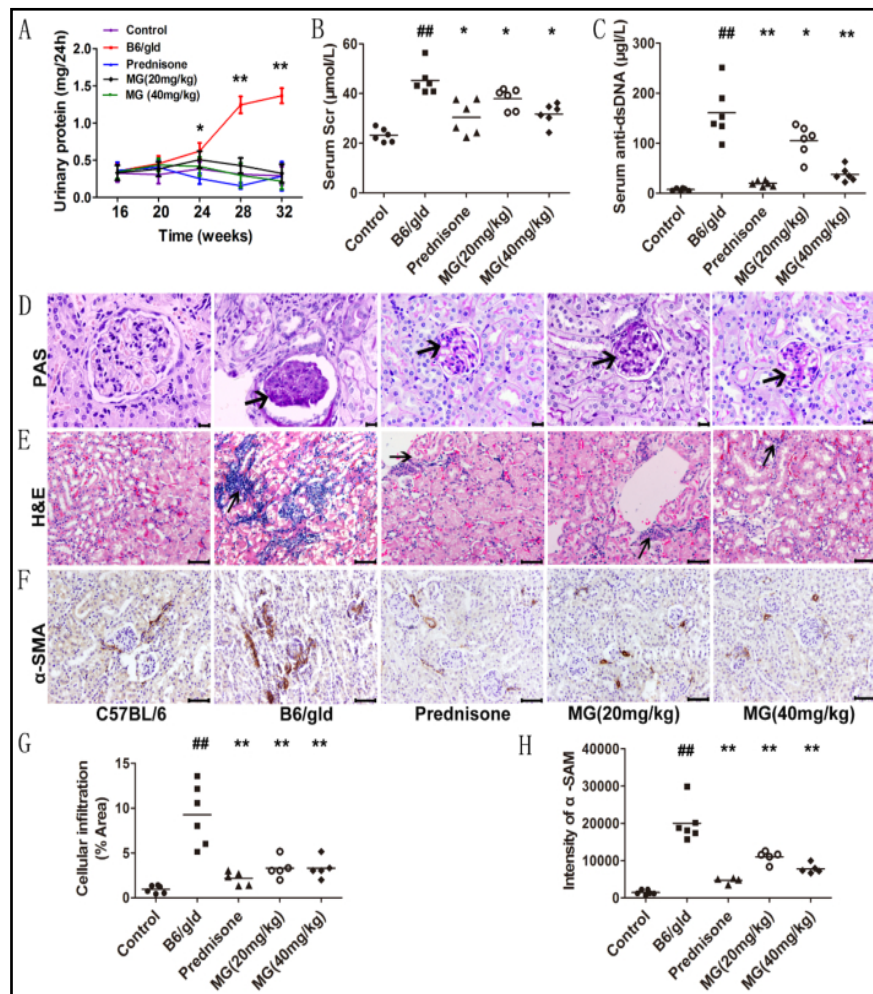 A
Urinary protein (mg/24h)
2.0
1.5
1.0
0.5
0.0
Control
B6/gld
Prednisone
MG(20mg/kg)
MG (40mg/kg)
*
**
**
16 20 24 28 32
Time (weeks)
B
Serum Scr (μmol/L)
60
40
20
0
## * * *
Control
B6/gld
Prednisone
MG(20mg/kg)
MG(40mg/kg)
C
Serum anti-dsDNA (μgl/L)
300
200
100
0
## ** * **
Control
B6/gld
Prednisone
MG(20mg/kg)
MG(40mg/kg)
D
PAS
E
H&E
F
α-SMA
C57BL/6 B6/gld Prednisone MG(20mg/kg) MG(40mg/kg)
G
Cellular infiltration
(% Area)
15
10
5
0
## ** ** **
Control
B6/gld
Prednisone
MG(20mg/kg)
MG(40mg/kg)
H
Intensity of α -SAM
40000
30000
20000
10000
0
## ** ** **
Control
B6/gld
Prednisone
MG(20mg/kg)
MG(40mg/kg)